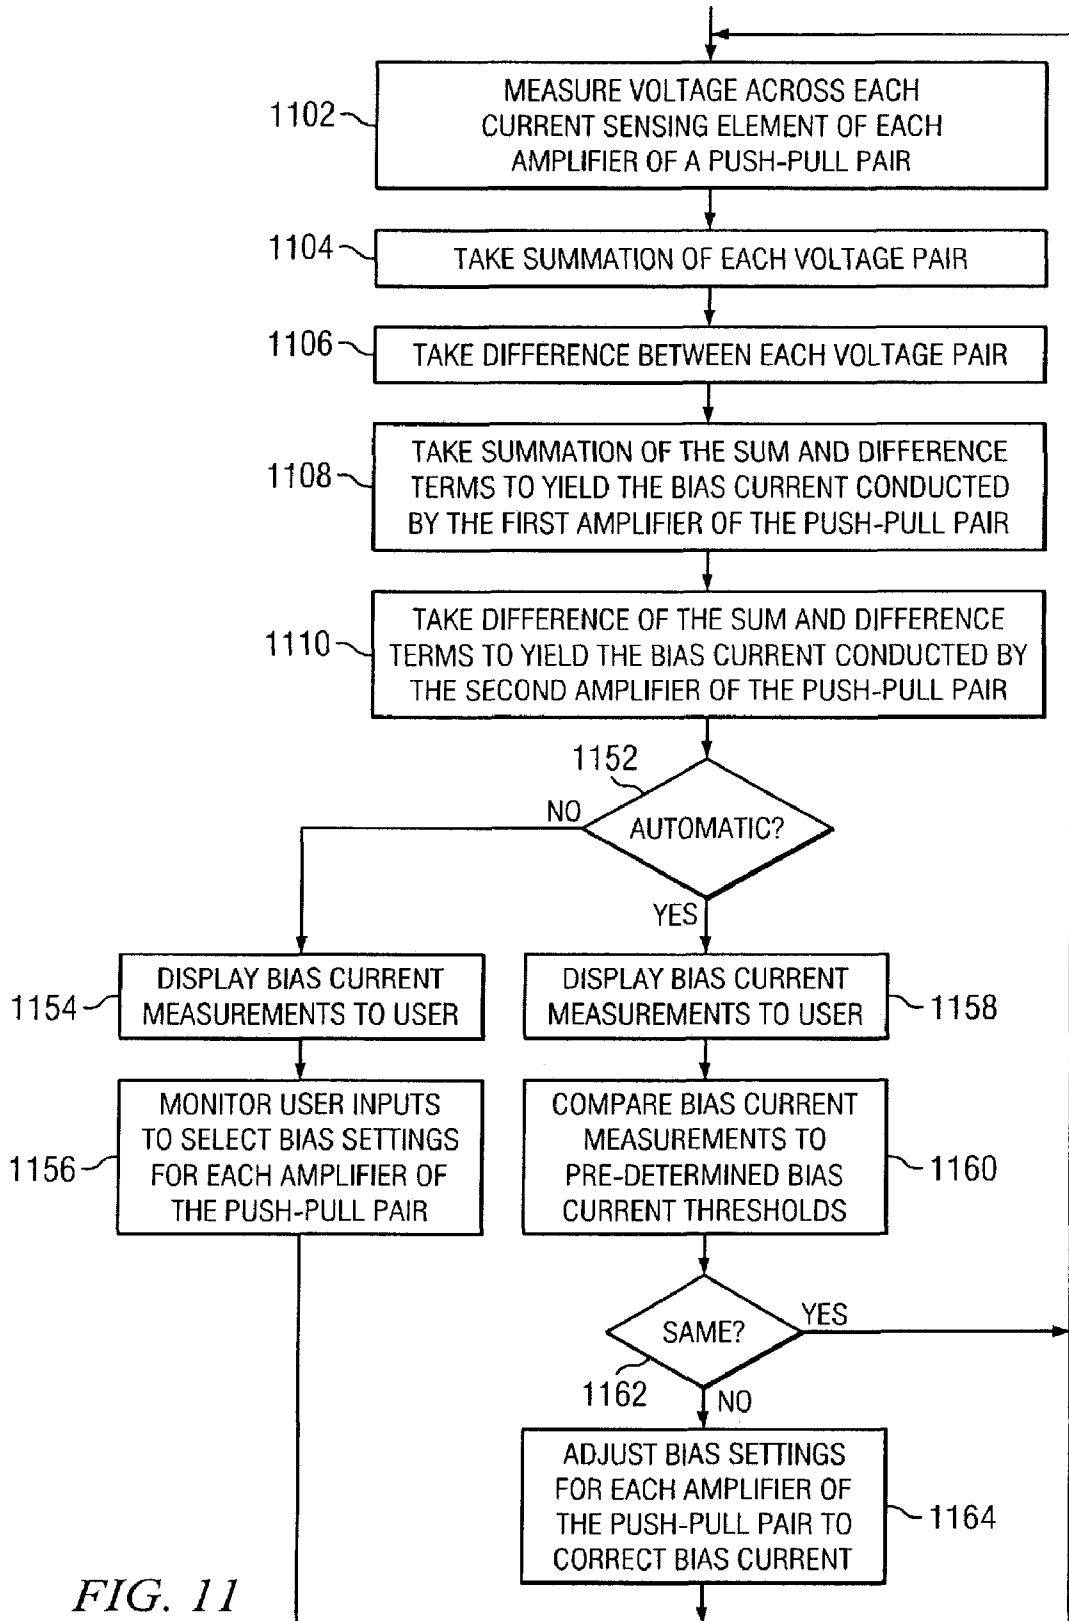 1102
MEASURE VOLTAGE ACROSS EACH
CURRENT SENSING ELEMENT OF EACH
AMPLIFIER OF A PUSH-PULL PAIR
1104
TAKE SUMMATION OF EACH VOLTAGE PAIR
1106
TAKE DIFFERENCE BETWEEN EACH VOLTAGE PAIR
1108
TAKE SUMMATION OF THE SUM AND DIFFERENCE
TERMS TO YIELD THE BIAS CURRENT CONDUCTED
BY THE FIRST AMPLIFIER OF THE PUSH-PULL PAIR
1110
TAKE DIFFERENCE OF THE SUM AND DIFFERENCE
TERMS TO YIELD THE BIAS CURRENT CONDUCTED BY
THE SECOND AMPLIFIER OF THE PUSH-PULL PAIR
1152
AUTOMATIC?
NO
YES
1154
DISPLAY BIAS CURRENT
MEASUREMENTS TO USER
DISPLAY BIAS CURRENT
MEASUREMENTS TO USER
1158
1156
MONITOR USER INPUTS
TO SELECT BIAS SETTINGS
FOR EACH AMPLIFIER OF
THE PUSH-PULL PAIR
COMPARE BIAS CURRENT
MEASUREMENTS TO
PRE-DETERMINED BIAS
CURRENT THRESHOLDS
1160
SAME?
YES
1162
NO
ADJUST BIAS SETTINGS
FOR EACH AMPLIFIER OF
THE PUSH-PULL PAIR TO
CORRECT BIAS CURRENT
1164
FIG. 11